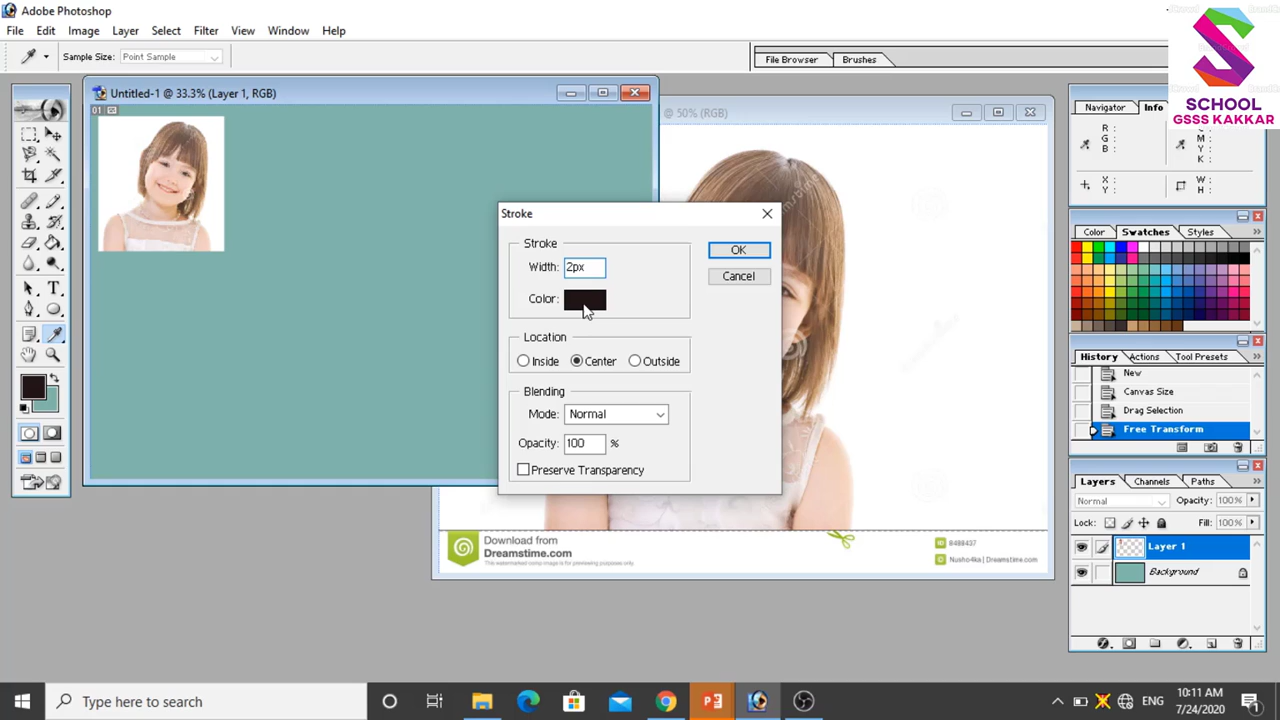 Adobe Photoshop
File Edit Image Layer Select Filter View Window Help
Sample Size: Point Sample
File Browser Brushes
SCHOOL
GSSS KAKKAR
Untitled-1 @ 33.3% (Layer 1, RGB)
@ 50% (RGB)
01
Navigator Info
R : C :
G : M :
B : Y :
K :
X : W :
Y : H :
Color Swatches Styles
Stroke
Stroke
Width: 2px
Color:
OK
Cancel
Location
Inside Center Outside
Blending
Mode: Normal
Opacity: 100 %
Preserve Transparency
History Actions Tool Presets
New
Canvas Size
Drag Selection
Free Transform
Layers Channels Paths
Normal Opacity: 100%
Lock: Fill: 100%
Layer 1
Background
Download from
Dreamstime.com
This watermarked comp image is for previewing purposes only.
ID 8488437
Nusho4ka | Dreamstime.com
Type here to search
ENG
10:11 AM
7/24/2020
1